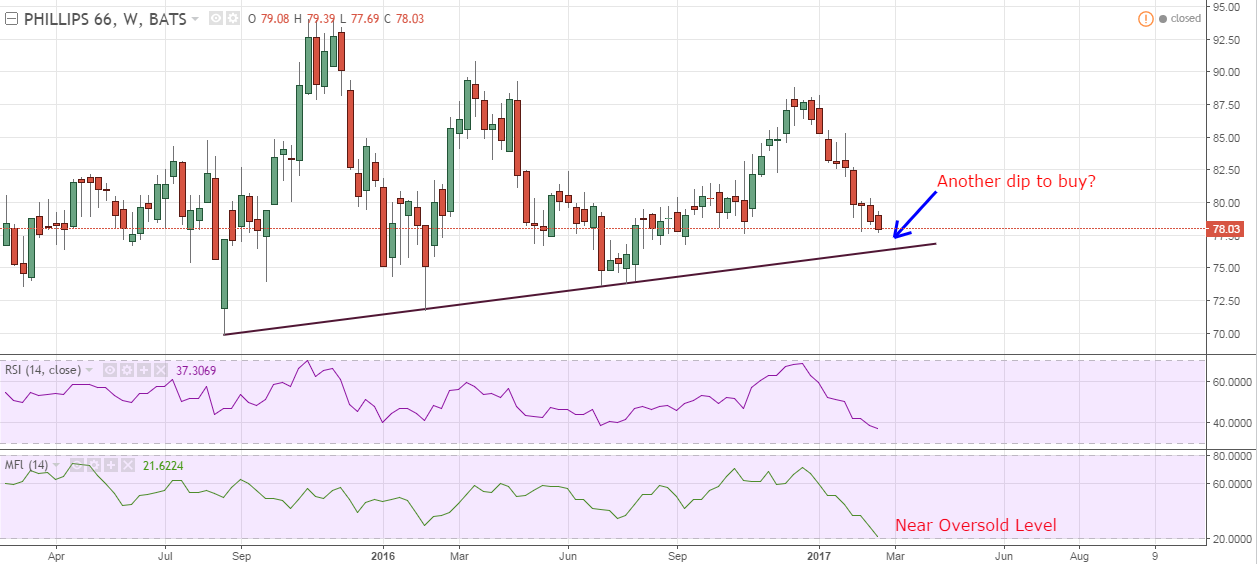 PHILLIPS 66, W, BATS O 79.08 H 79.39 L 77.69 C 78.03
closed
95.00
92.50
90.00
87.50
85.00
82.50
Another dip to buy?
80.00
78.03
77.50
75.00
72.50
70.00
RSI (14, close) 37.3069
60.0000
40.0000
MFI (14) 21.6224
80.0000
60.0000
Near Oversold Level
20.0000
Apr Jul Sep 2016 Mar Jun Sep 2017 Mar Jun Aug 9